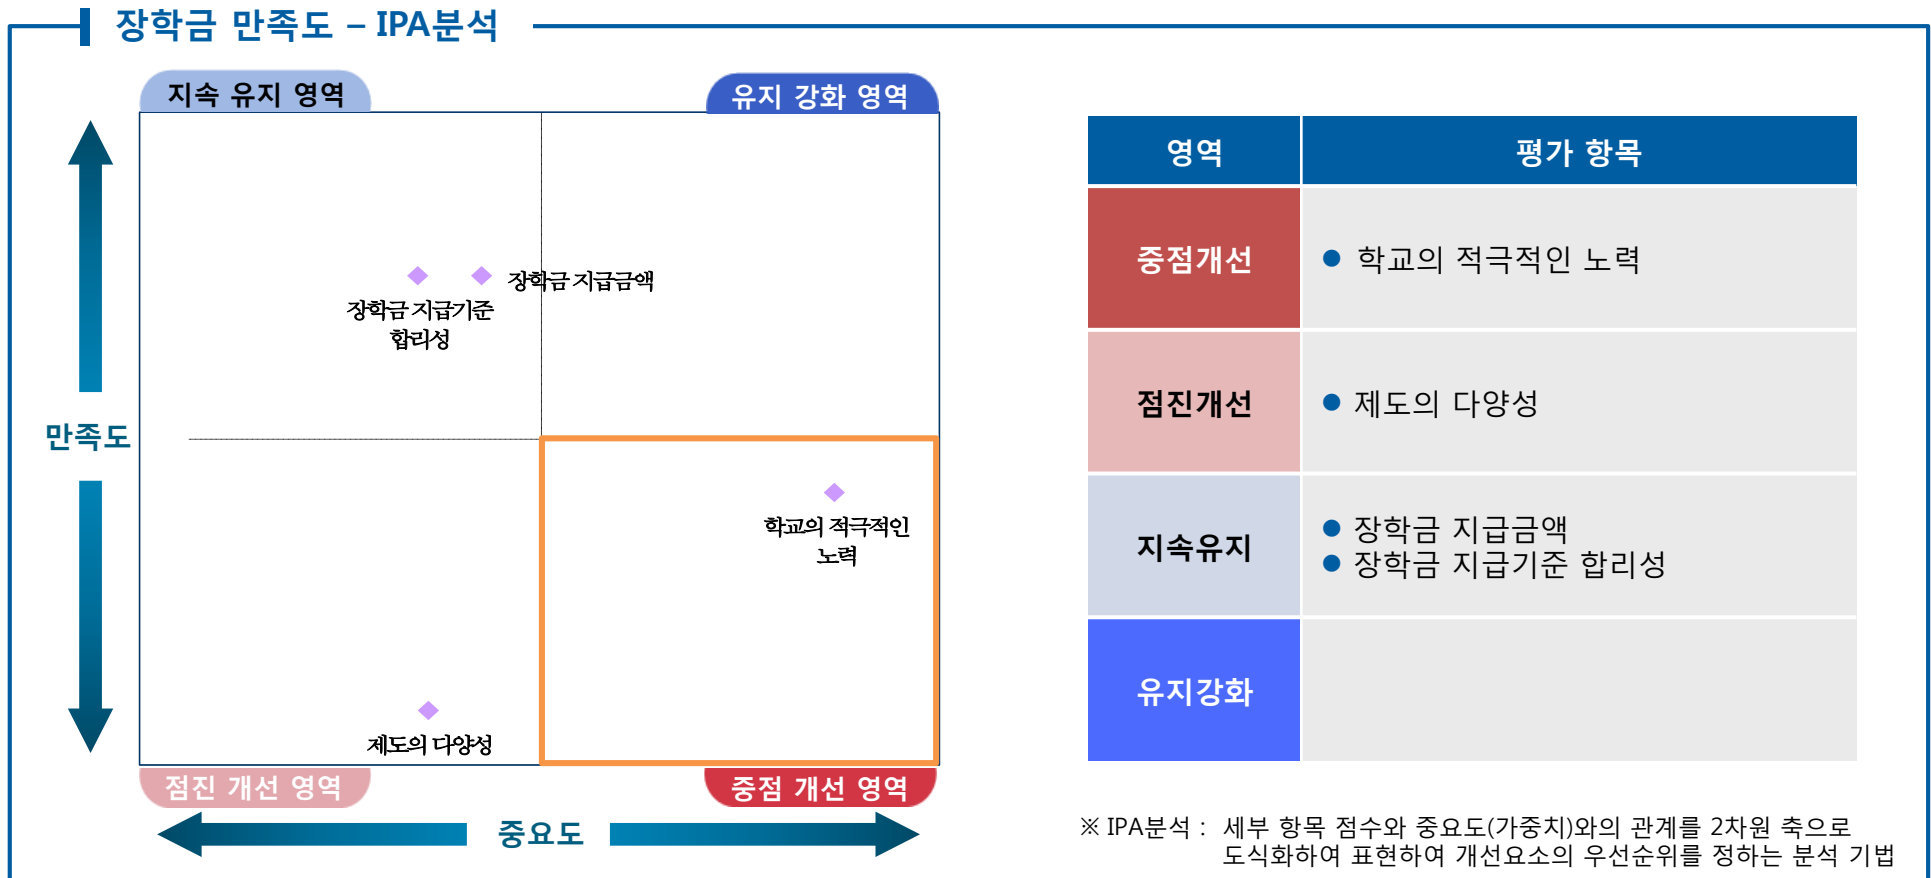 장학금 만족도 – IPA분석
지속 유지 영역
유지 강화 영역
장학금 지급금액
장학금 지급기준
합리성
만족도
학교의 적극적인
노력
제도의 다양성
점진 개선 영역
중점 개선 영역
중요도
영역
평가 항목
중점개선
● 학교의 적극적인 노력
점진개선
● 제도의 다양성
지속유지
● 장학금 지급금액
● 장학금 지급기준 합리성
유지강화
※ IPA분석 : 세부 항목 점수와 중요도(가중치)와의 관계를 2차원 축으로
도식화하여 표현하여 개선요소의 우선순위를 정하는 분석 기법